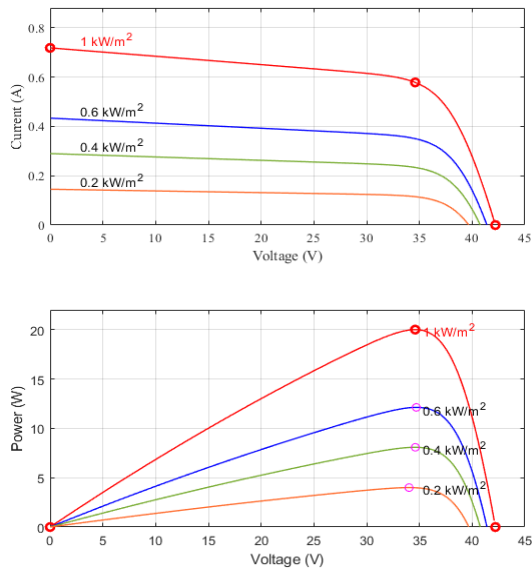 Current (A)
0.8
0.6
0.4
0.2
0
1 kW/m²
0.6 kW/m²
0.4 kW/m²
0.2 kW/m²
0 5 10 15 20 25 30 35 40 45
Voltage (V)
Power (W)
20
15
10
5
0
1 kW/m²
0.6 kW/m²
0.4 kW/m²
0.2 kW/m²
0 5 10 15 20 25 30 35 40 45
Voltage (V)